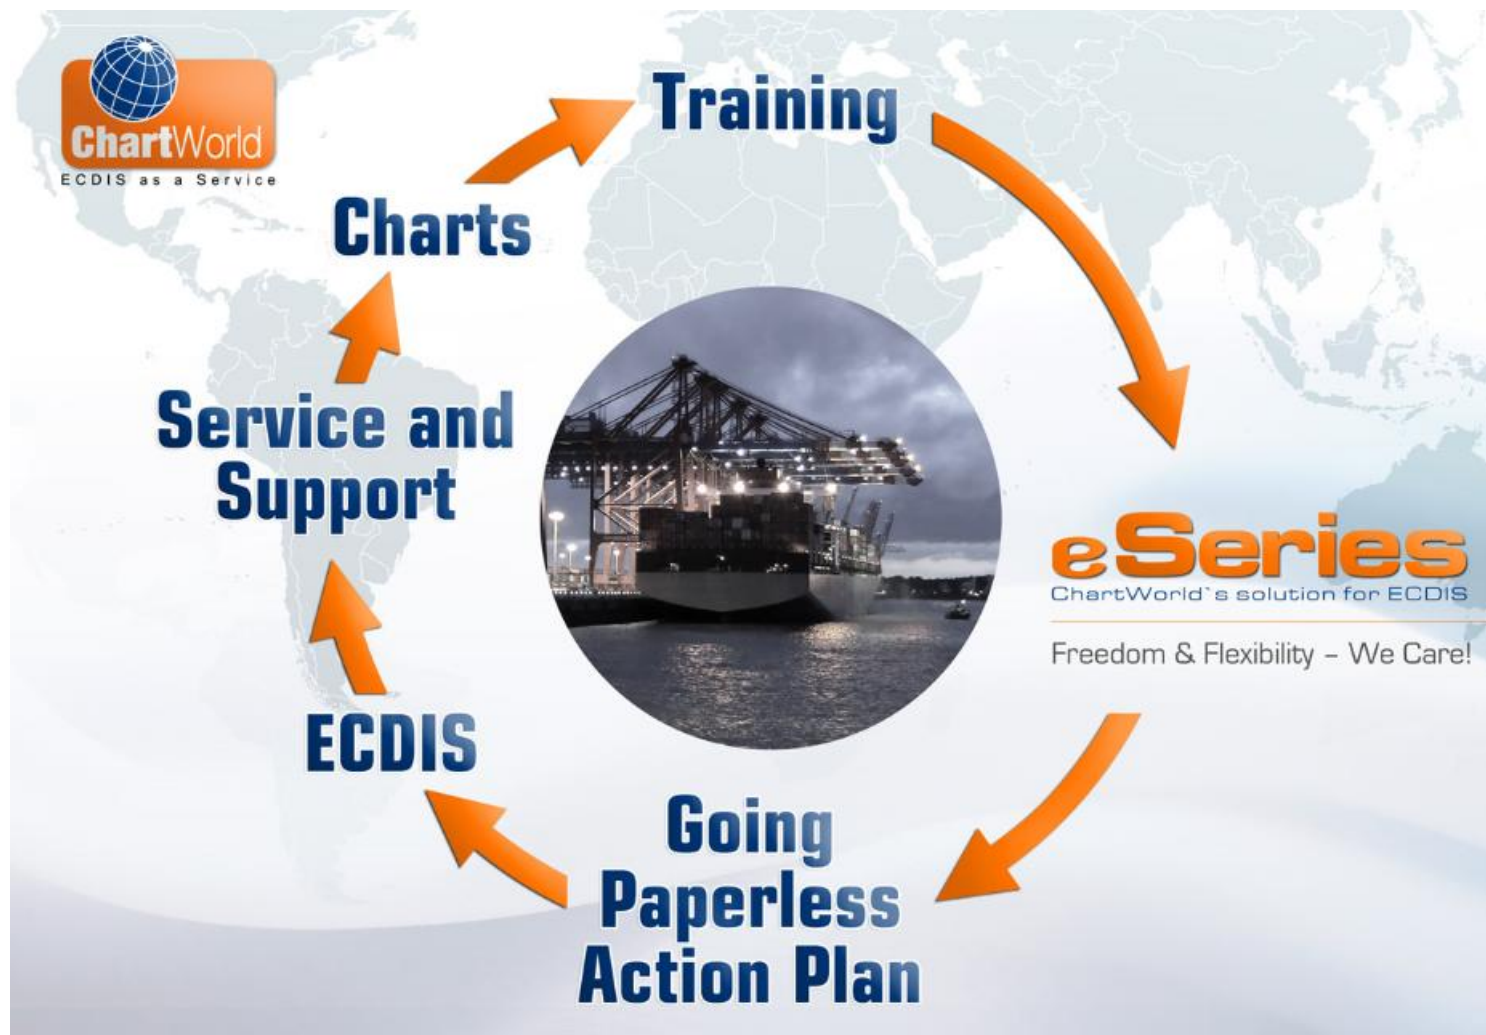 ChartWorld
ECDIS as a Service
Training
Charts
Service and
Support
ECDIS
Going
Paperless
Action Plan
eSeries
ChartWorld`s solution for ECDIS
Freedom & Flexibility – We Care!